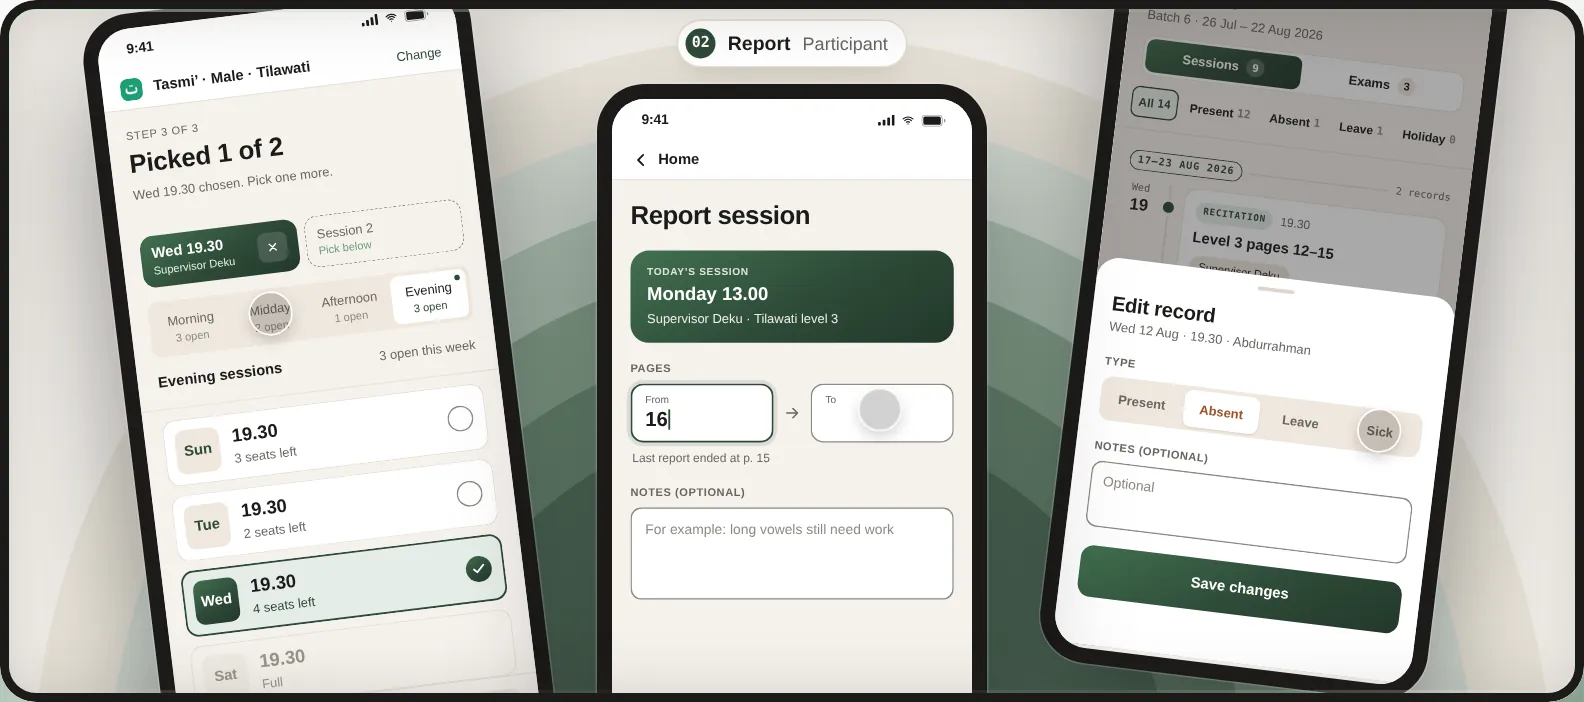 02 Report Participant
9:41
ت Tasmi’ · Male · Tilawati Change
STEP 3 OF 3
Picked 1 of 2
Wed 19.30 chosen. Pick one more.
Wed 19.30
Supervisor Deku
Session 2
Pick below
Morning
3 open
Midday
2 open
Afternoon
1 open
Evening
3 open
Evening sessions 3 open this week
Sun 19.30
3 seats left
Tue 19.30
2 seats left
Wed 19.30
4 seats left
Sat 19.30
Full
9:41
Home
Report session
TODAY’S SESSION
Monday 13.00
Supervisor Deku · Tilawati level 3
PAGES
From
16
To
Last report ended at p. 15
NOTES (OPTIONAL)
For example: long vowels still need work
Batch 6 · 26 Jul – 22 Aug 2026
Sessions 9 Exams 3
All 14 Present 12 Absent 1 Leave 1 Holiday 0
17–23 AUG 2026 2 records
Wed
19
RECITATION 19.30
Level 3 pages 12–15
Supervisor Deku
Edit record
Wed 12 Aug · 19.30 · Abdurrahman
TYPE
Present Absent Leave Sick
NOTES (OPTIONAL)
Optional
Save changes